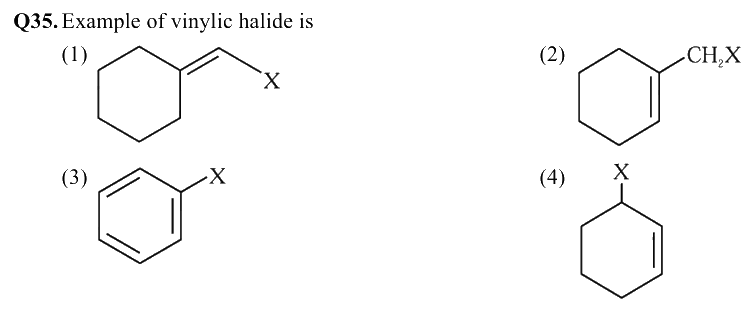 Q35. Example of vinylic halide is
(1)
X
(2)
CH₂X
(3)
X
(4)
X